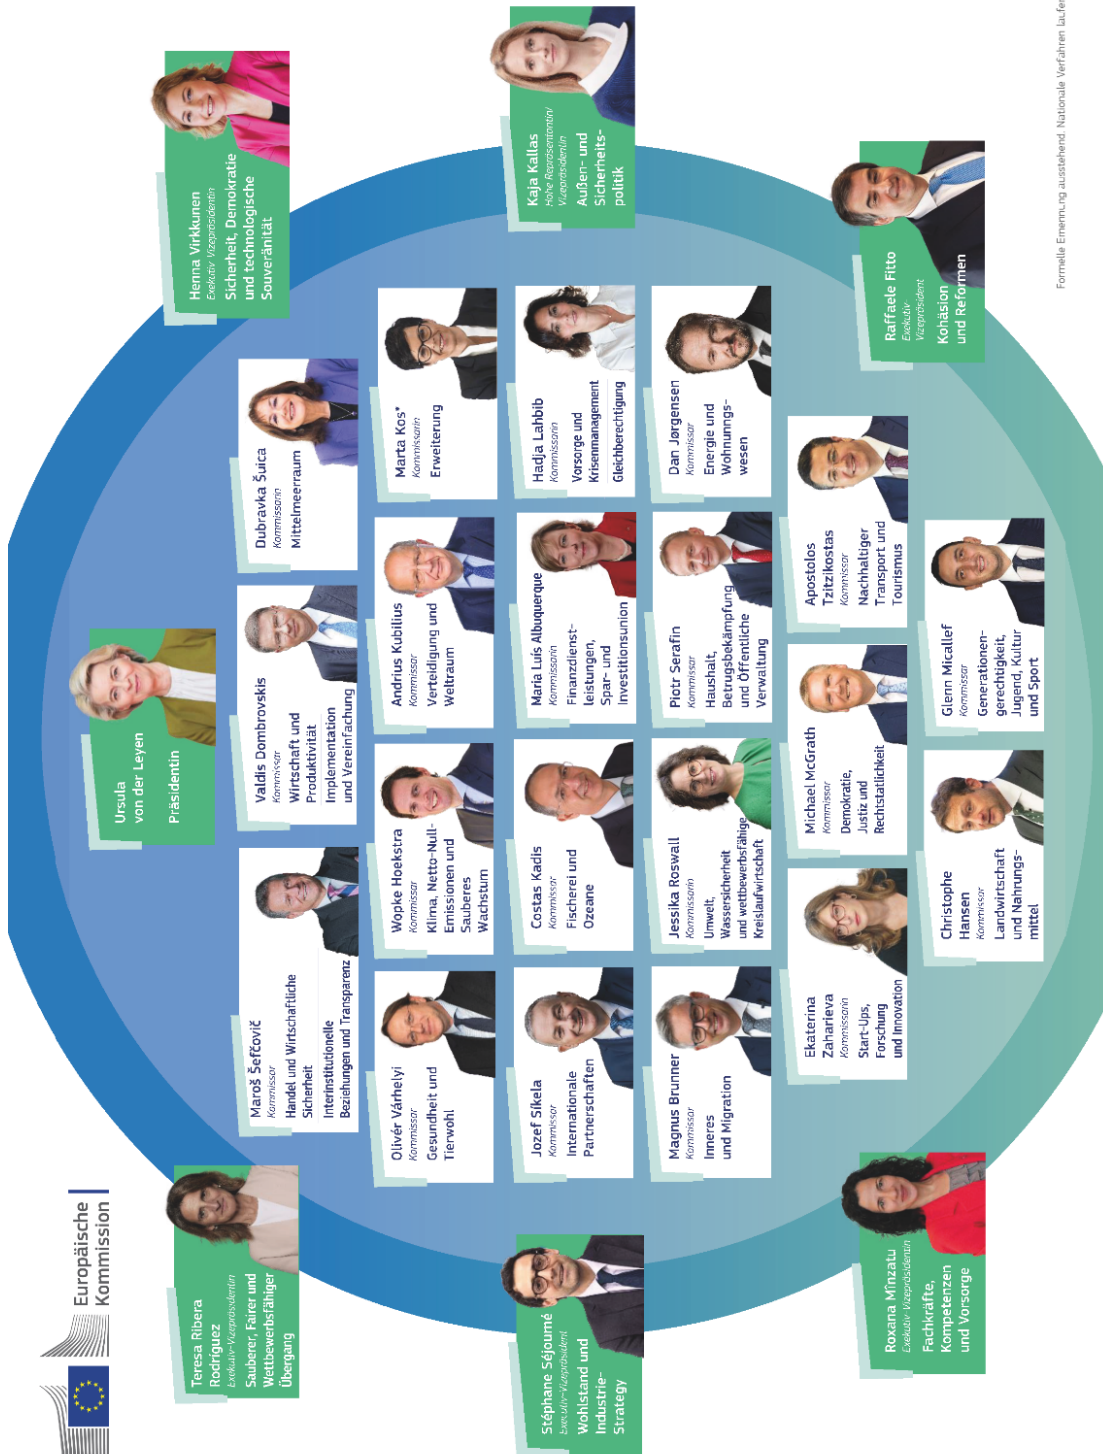 Europäische
Kommission
Ursula
von der Leyen
Präsidentin
Teresa Ribera
Rodríguez
Exekutiv-Vizepräsidentin
Sauberer, Fairer und
Wettbewerbsfähiger
Übergang
Henna Virkkunen
Exekutiv Vizepräsidentin
Sicherheit, Demokratie
und technologische
Souveränität
Maroš Šefčovič
Kommissar
Handel und Wirtschaftliche
Sicherheit
Interinstitutionelle
Beziehungen und Transparenz
Valdis Dombrovskis
Kommissar
Wirtschaft und
Produktivität
Implementation
und Vereinfachung
Dubravka Šuica
Kommissarin
Mittelmeerraum
Olivér Várhelyi
Kommissar
Gesundheit und
Tierwohl
Wopke Hoekstra
Kommissar
Klima, Netto-Null-
Emissionen und
Sauberes
Wachstum
Andrius Kubilius
Kommissar
Verteidigung und
Weltraum
Marta Kos*
Kommissarin
Erweiterung
Stéphane Séjourné
Exekutiv-Vizepräsident
Wohlstand und
Industrie-
Strategy
Jozef Síkela
Kommissar
Internationale
Partnerschaften
Costas Kadis
Kommissar
Fischerei und
Ozeane
Maria Luís Albuquerque
Kommissarin
Finanzdienst-
leistungen,
Spar- und
Investitionsunion
Hadja Lahbib
Kommissarin
Vorsorge und
Krisenmanagement
Gleichberechtigung
Kaja Kallas
Hohe Repräsentantin/
Vizepräsidentin
Außen- und
Sicherheits-
politik
Magnus Brunner
Kommissar
Inneres
und Migration
Jessika Roswall
Kommissarin
Umwelt,
Wassersicherheit
und wettbewerbsfähige
Kreislaufwirtschaft
Piotr Serafin
Kommissar
Haushalt,
Betrugsbekämpfung
und Öffentliche
Verwaltung
Dan Jørgensen
Kommissar
Energie und
Wohnunngs-
wesen
Roxana Mînzatu
Exekutiv-Vizepräsidentin
Fachkräfte,
Kompetenzen
und Vorsorge
Ekaterina
Zaharieva
Kommissarin
Start-Ups,
Forschung
und Innovation
Michael McGrath
Kommissar
Demokratie,
Justiz und
Rechtstatlichkeit
Apostolos
Tzitzikostas
Kommissar
Nachhaltiger
Transport und
Tourismus
Raffaele Fitto
Exekutiv
Vizepräsident
Kohäsion
und Reformen
Christophe
Hansen
Kommissar
Landwirtschaft
und Nahrungs-
mittel
Glenn Micallef
Kommissar
Generationen-
gerechtigkeit,
Jugend, Kultur
und Sport
Formelle Ernennung ausstehend. Nationale Verfahren laufen